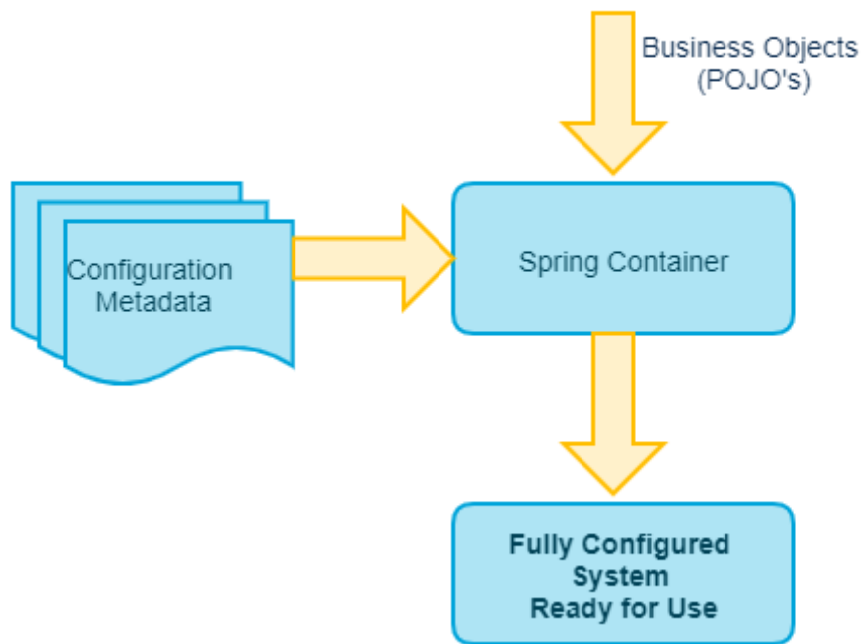 Business Objects
(POJO's)
Configuration
Metadata
Spring Container
Fully Configured
System
Ready for Use